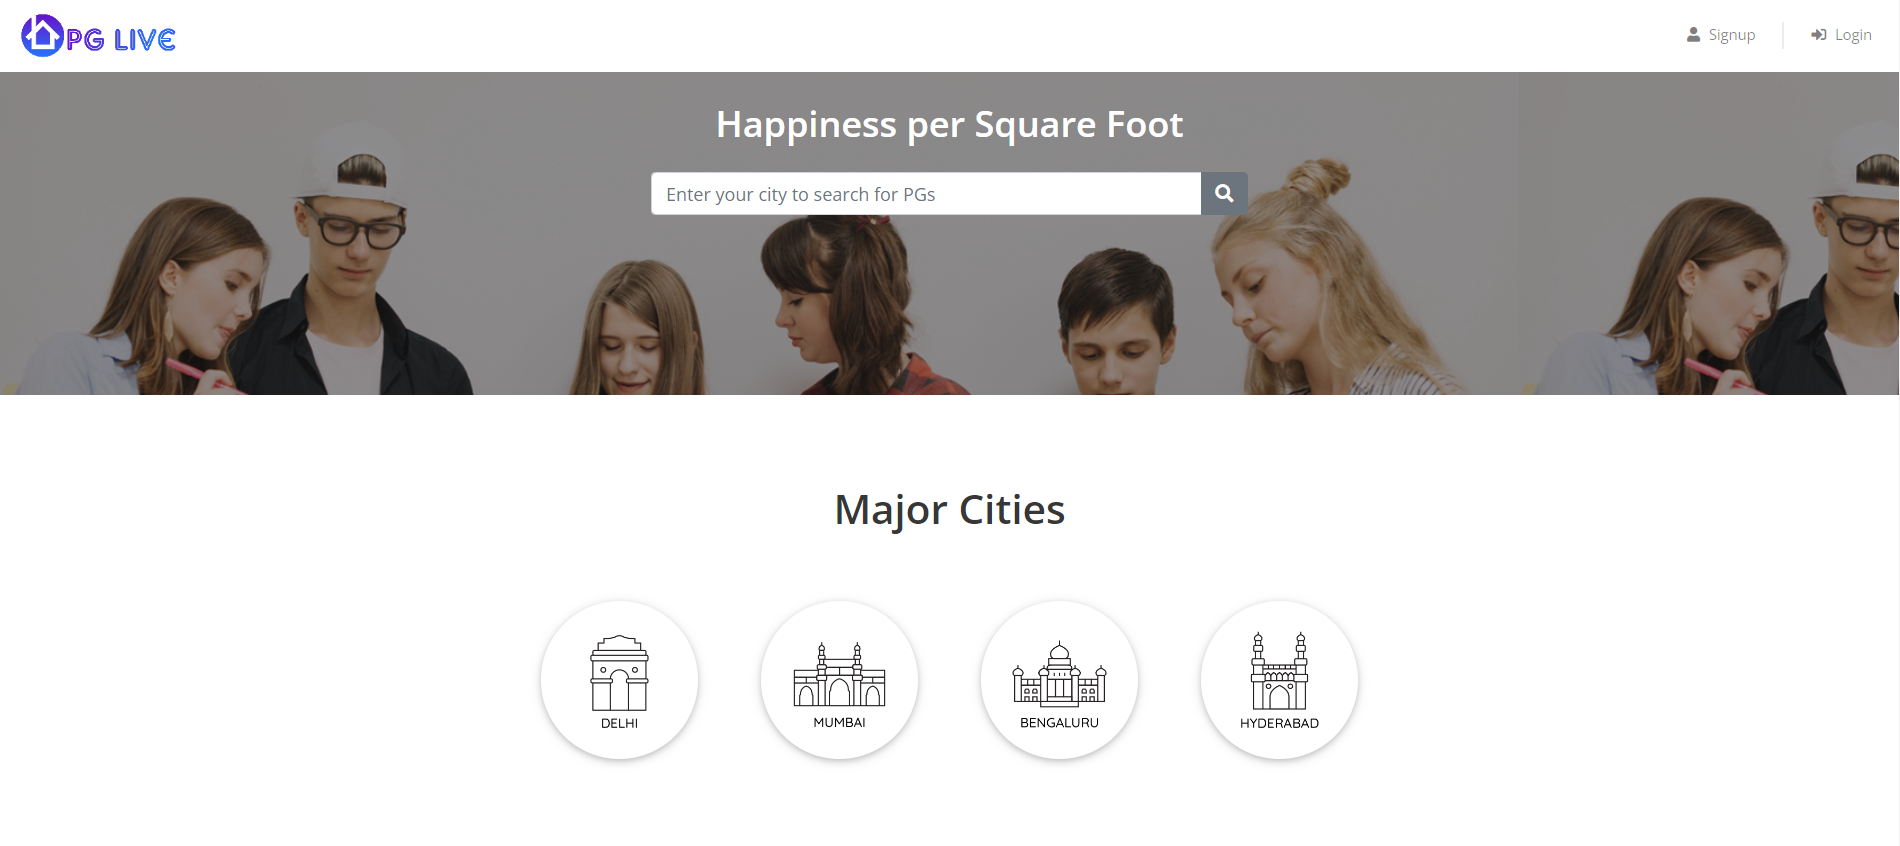 PG LIVE
Signup
Login
Happiness per Square Foot
Enter your city to search for PGs
Major Cities
DELHI
MUMBAI
BENGALURU
HYDERABAD